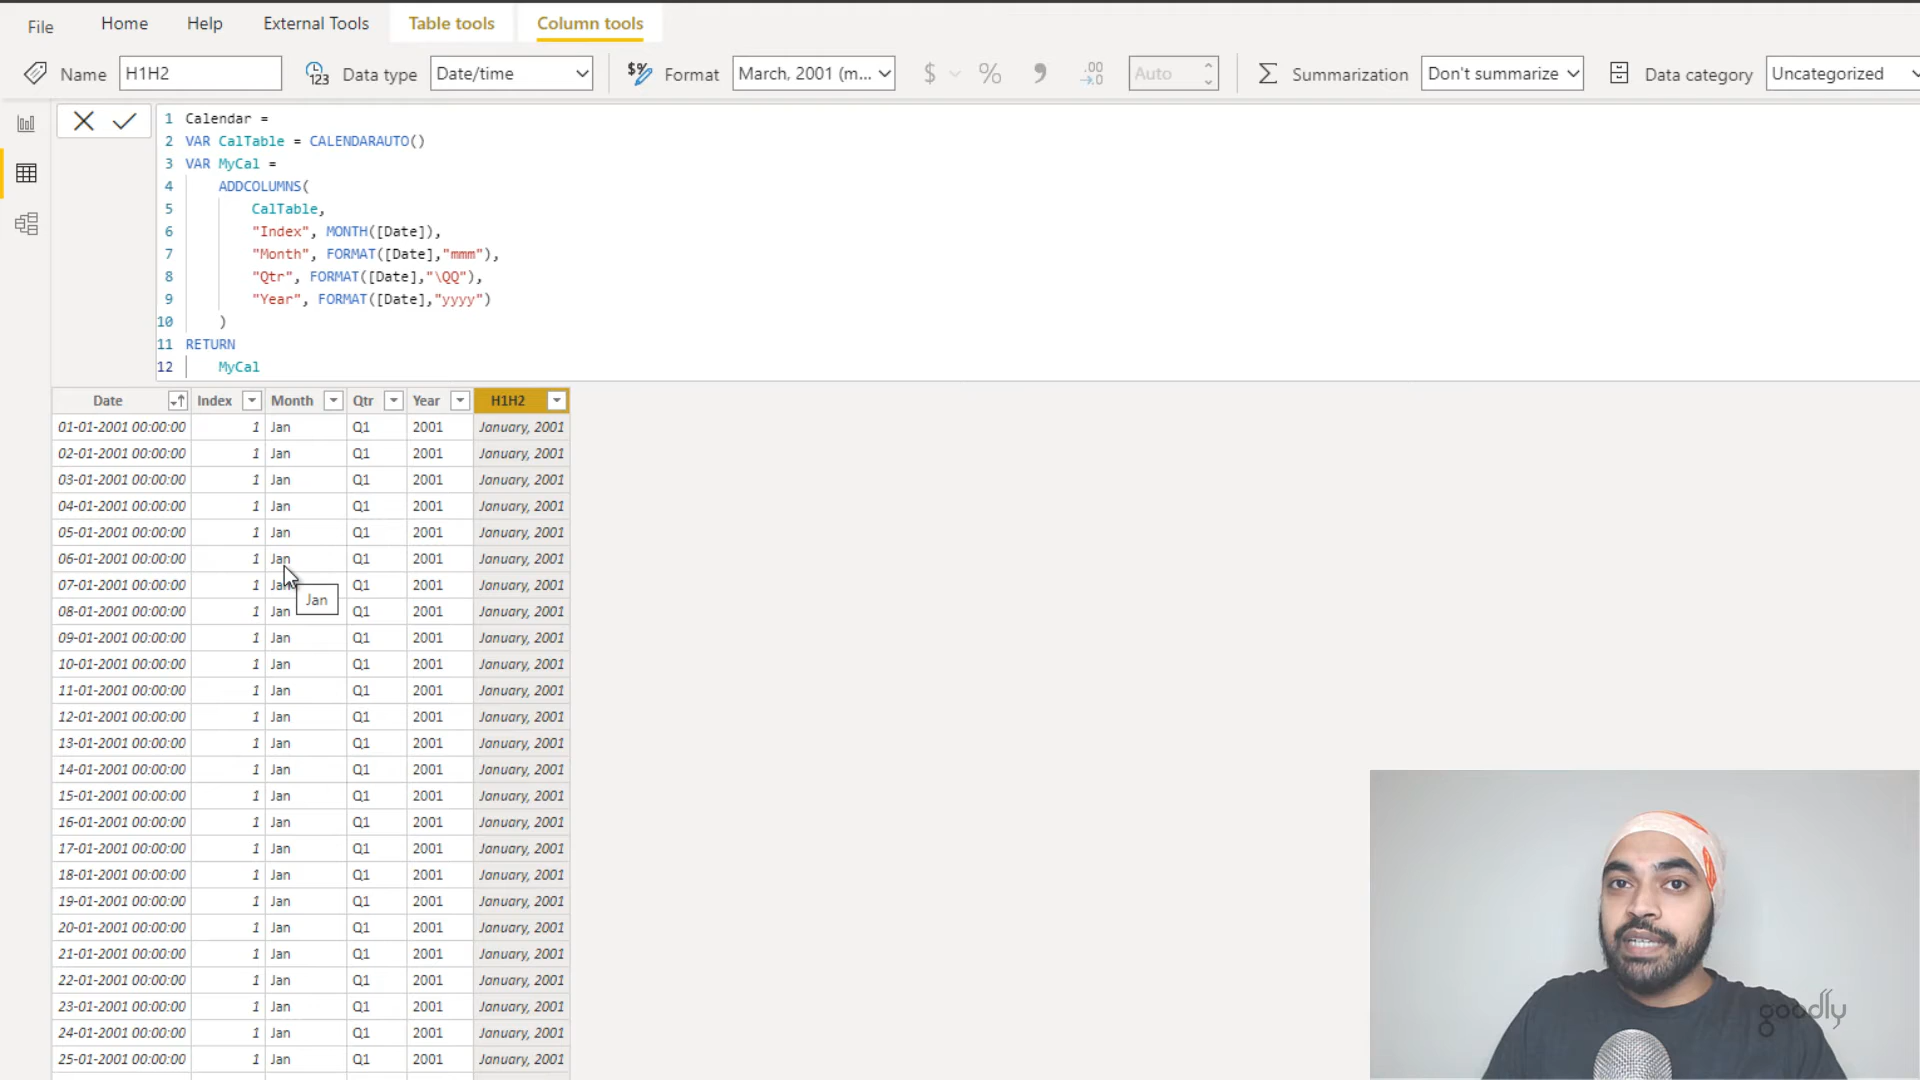 File Home Help External Tools Table tools Column tools
Name H1H2 Data type Date/time Format March, 2001 (m... $ % Auto Summarization Don't summarize Data category Uncategorized
1 Calendar =
2 VAR CalTable = CALENDARAUTO()
3 VAR MyCal =
4 ADDCOLUMNS(
5 CalTable,
6 "Index", MONTH([Date]),
7 "Month", FORMAT([Date],"mmm"),
8 "Qtr", FORMAT([Date],"\QQ"),
9 "Year", FORMAT([Date],"yyyy")
10 )
11 RETURN
12 MyCal
Date Index Month Qtr Year H1H2
01-01-2001 00:00:00 1 Jan Q1 2001 January, 2001
02-01-2001 00:00:00 1 Jan Q1 2001 January, 2001
03-01-2001 00:00:00 1 Jan Q1 2001 January, 2001
04-01-2001 00:00:00 1 Jan Q1 2001 January, 2001
05-01-2001 00:00:00 1 Jan Q1 2001 January, 2001
06-01-2001 00:00:00 1 Jan Q1 2001 January, 2001
07-01-2001 00:00:00 1 Jan Q1 2001 January, 2001
Jan
08-01-2001 00:00:00 1 Jan Q1 2001 January, 2001
09-01-2001 00:00:00 1 Jan Q1 2001 January, 2001
10-01-2001 00:00:00 1 Jan Q1 2001 January, 2001
11-01-2001 00:00:00 1 Jan Q1 2001 January, 2001
12-01-2001 00:00:00 1 Jan Q1 2001 January, 2001
13-01-2001 00:00:00 1 Jan Q1 2001 January, 2001
14-01-2001 00:00:00 1 Jan Q1 2001 January, 2001
15-01-2001 00:00:00 1 Jan Q1 2001 January, 2001
16-01-2001 00:00:00 1 Jan Q1 2001 January, 2001
17-01-2001 00:00:00 1 Jan Q1 2001 January, 2001
18-01-2001 00:00:00 1 Jan Q1 2001 January, 2001
19-01-2001 00:00:00 1 Jan Q1 2001 January, 2001
20-01-2001 00:00:00 1 Jan Q1 2001 January, 2001
21-01-2001 00:00:00 1 Jan Q1 2001 January, 2001
22-01-2001 00:00:00 1 Jan Q1 2001 January, 2001
23-01-2001 00:00:00 1 Jan Q1 2001 January, 2001
24-01-2001 00:00:00 1 Jan Q1 2001 January, 2001
25-01-2001 00:00:00 1 Jan Q1 2001 January, 2001
goodly